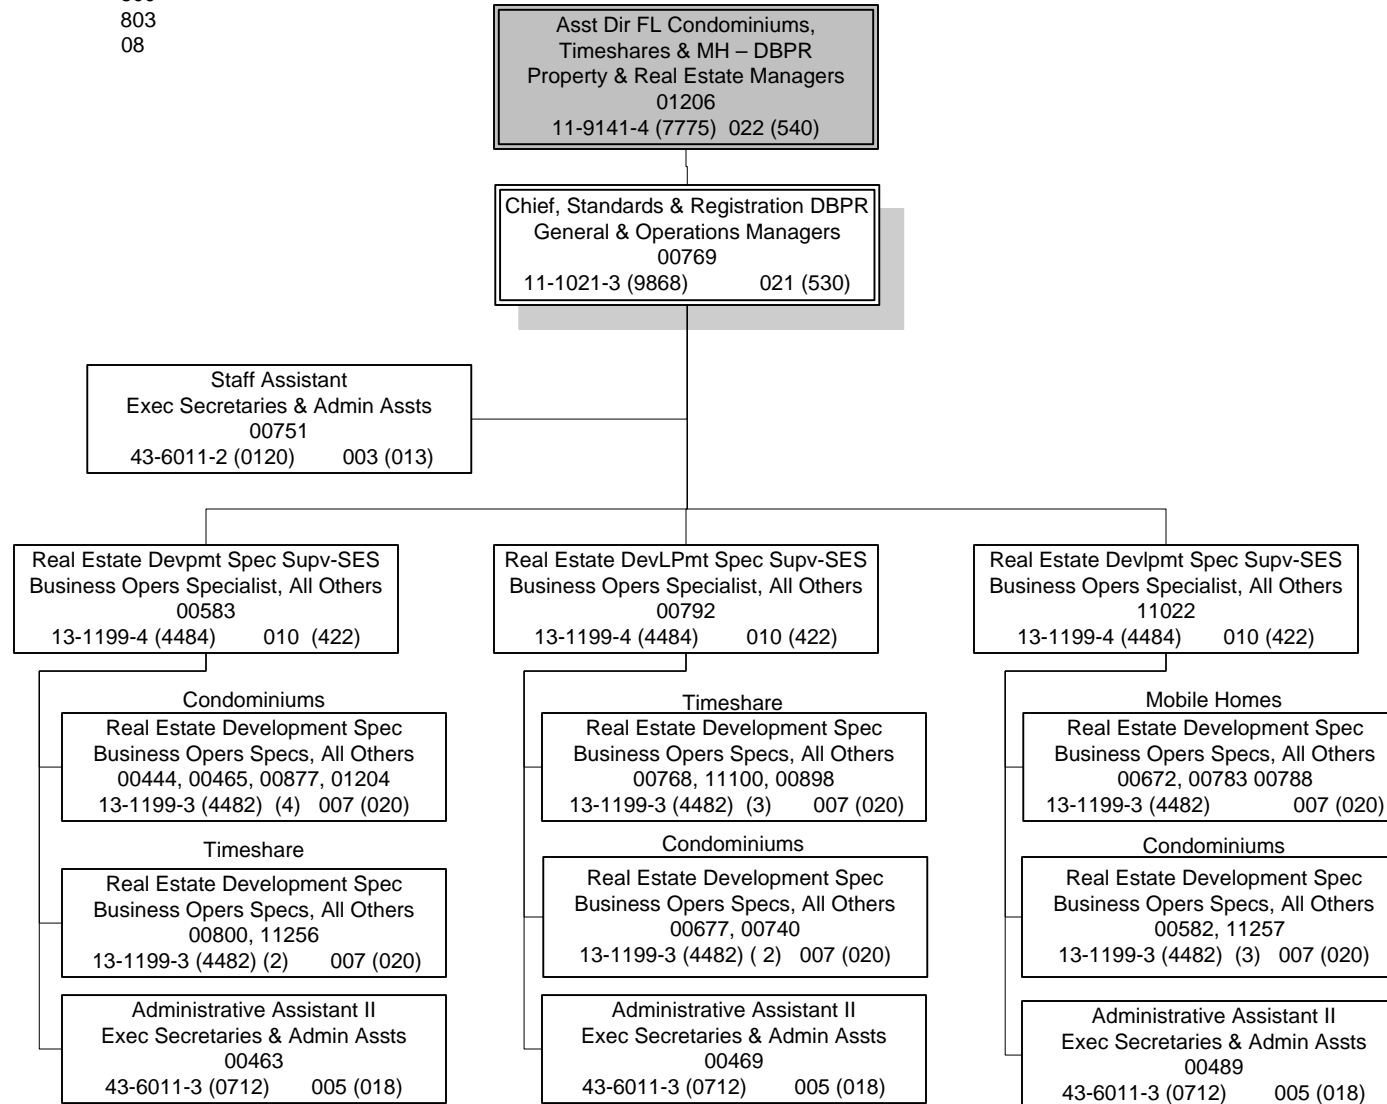 803
08
Asst Dir FL Condominiums,
Timeshares & MH – DBPR
Property & Real Estate Managers
01206
11-9141-4 (7775) 022 (540)
Chief, Standards & Registration DBPR
General & Operations Managers
00769
11-1021-3 (9868) 021 (530)
Staff Assistant
Exec Secretaries & Admin Assts
00751
43-6011-2 (0120) 003 (013)
Real Estate Devpmt Spec Supv-SES
Business Opers Specialist, All Others
00583
13-1199-4 (4484) 010 (422)
Condominiums
Real Estate Development Spec
Business Opers Specs, All Others
00444, 00465, 00877, 01204
13-1199-3 (4482) (4) 007 (020)
Timeshare
Real Estate Development Spec
Business Opers Specs, All Others
00800, 11256
13-1199-3 (4482) (2) 007 (020)
Administrative Assistant II
Exec Secretaries & Admin Assts
00463
43-6011-3 (0712) 005 (018)
Real Estate DevLPmt Spec Supv-SES
Business Opers Specialist, All Others
00792
13-1199-4 (4484) 010 (422)
Timeshare
Real Estate Development Spec
Business Opers Specs, All Others
00768, 11100, 00898
13-1199-3 (4482) (3) 007 (020)
Condominiums
Real Estate Development Spec
Business Opers Specs, All Others
00677, 00740
13-1199-3 (4482) ( 2) 007 (020)
Administrative Assistant II
Exec Secretaries & Admin Assts
00469
43-6011-3 (0712) 005 (018)
Real Estate Devlpmt Spec Supv-SES
Business Opers Specialist, All Others
11022
13-1199-4 (4484) 010 (422)
Mobile Homes
Real Estate Development Spec
Business Opers Specs, All Others
00672, 00783 00788
13-1199-3 (4482) 007 (020)
Condominiums
Real Estate Development Spec
Business Opers Specs, All Others
00582, 11257
13-1199-3 (4482) (3) 007 (020)
Administrative Assistant II
Exec Secretaries & Admin Assts
00489
43-6011-3 (0712) 005 (018)